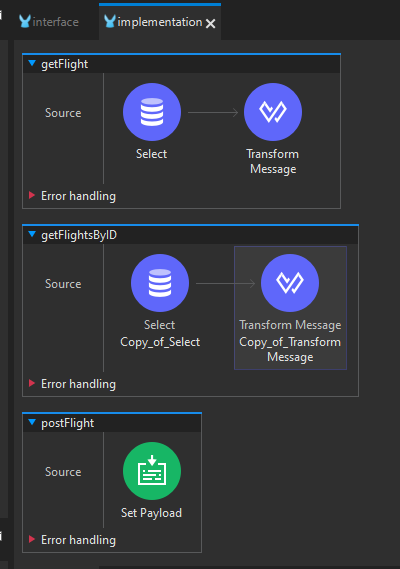 interface
implementation
getFlight
Source
Select
Transform
Message
Error handling
getFlightsByID
Source
Select
Copy_of_Select
Transform Message
Copy_of_Transform
Message
Error handling
postFlight
Source
Set Payload
Error handling